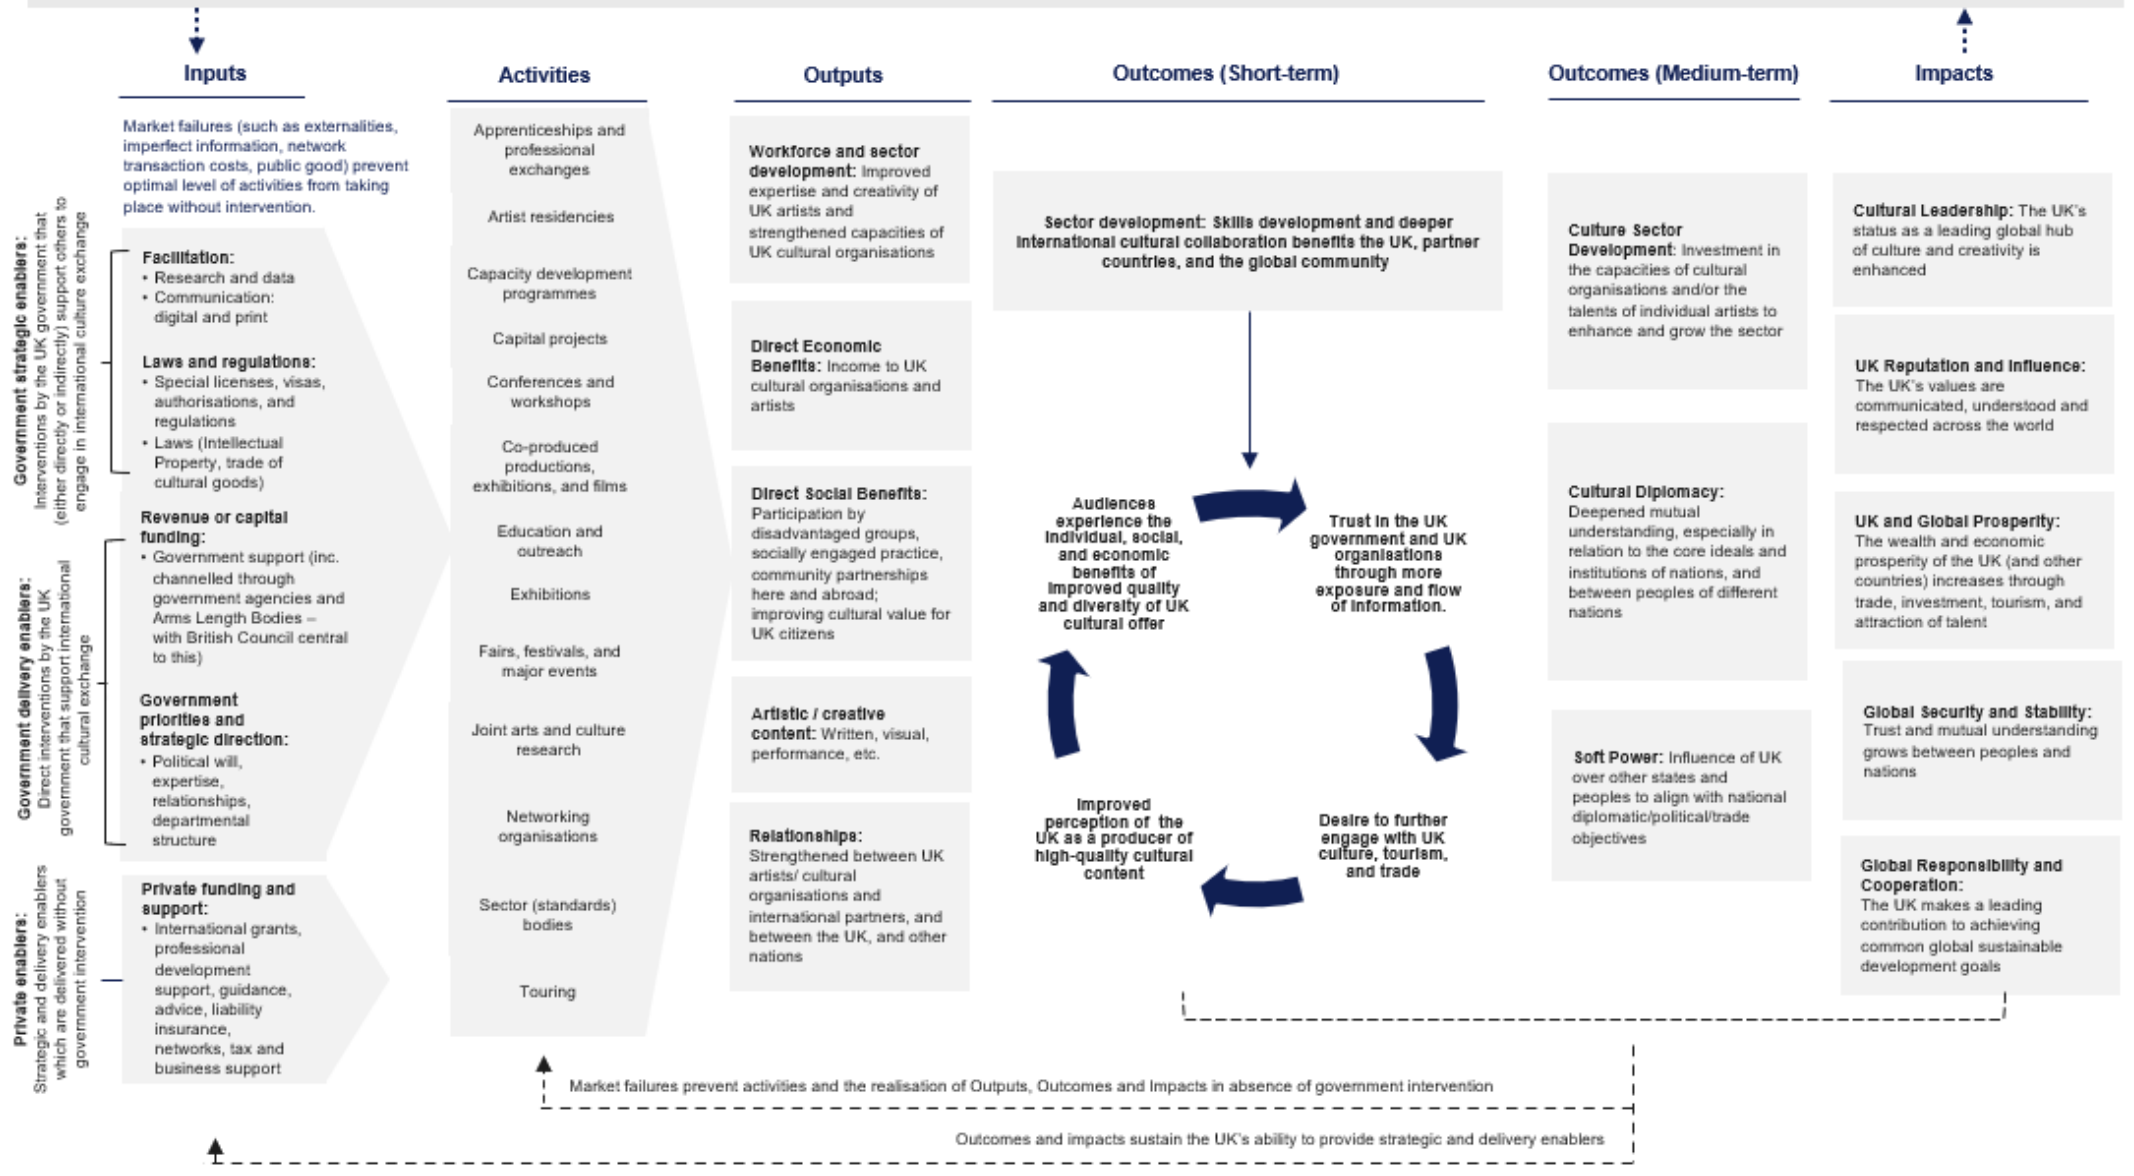 Inputs
Activities
Outputs
Outcomes (Short-term)
Outcomes (Medium-term)
Impacts
Government strategic enablers:
Interventions by the UK government that
(either directly or indirectly) support others to
engage in international culture exchange
Government delivery enablers:
Direct interventions by the UK
government that support international
cultural exchange
Private enablers:
Strategic and delivery enablers
which are delivered without
government intervention
Market failures (such as externalities,
imperfect information, network
transaction costs, public good) prevent
optimal level of activities from taking
place without intervention.
Facilitation:
• Research and data
• Communication:
digital and print
Laws and regulations:
• Special licenses, visas,
authorisations, and
regulations
• Laws (Intellectual
Property, trade of
cultural goods)
Revenue or capital
funding:
• Government support (inc.
channelled through
government agencies and
Arms Length Bodies –
with British Council central
to this)
Government
priorities and
strategic direction:
• Political will,
expertise,
relationships,
departmental
structure
Private funding and
support:
• International grants,
professional
development
support, guidance,
advice, liability
insurance,
networks, tax and
business support
Apprenticeships and
professional
exchanges
Artist residencies
Capacity development
programmes
Capital projects
Conferences and
workshops
Co-produced
productions,
exhibitions, and films
Education and
outreach
Exhibitions
Fairs, festivals, and
major events
Joint arts and culture
research
Networking
organisations
Sector (standards)
bodies
Touring
Workforce and sector
development: Improved
expertise and creativity of
UK artists and
strengthened capacities of
UK cultural organisations
Direct Economic
Benefits: Income to UK
cultural organisations and
artists
Direct Social Benefits:
Participation by
disadvantaged groups,
socially engaged practice,
community partnerships
here and abroad;
improving cultural value for
UK citizens
Artistic / creative
content: Written, visual,
performance, etc.
Relationships:
Strengthened between UK
artists/ cultural
organisations and
international partners, and
between the UK, and other
nations
Sector development: Skills development and deeper
international cultural collaboration benefits the UK, partner
countries, and the global community
Audiences
experience the
individual, social,
and economic
benefits of
improved quality
and diversity of UK
cultural offer
Trust in the UK
government and UK
organisations
through more
exposure and flow
of information.
Desire to further
engage with UK
culture, tourism,
and trade
Improved
perception of the
UK as a producer of
high-quality cultural
content
Culture Sector
Development: Investment in
the capacities of cultural
organisations and/or the
talents of individual artists to
enhance and grow the sector
Cultural Diplomacy:
Deepened mutual
understanding, especially in
relation to the core ideals and
institutions of nations, and
between peoples of different
nations
Soft Power: Influence of UK
over other states and
peoples to align with national
diplomatic/political/trade
objectives
Cultural Leadership: The UK's
status as a leading global hub
of culture and creativity is
enhanced
UK Reputation and Influence:
The UK's values are
communicated, understood and
respected across the world
UK and Global Prosperity:
The wealth and economic
prosperity of the UK (and other
countries) increases through
trade, investment, tourism, and
attraction of talent
Global Security and Stability:
Trust and mutual understanding
grows between peoples and
nations
Global Responsibility and
Cooperation:
The UK makes a leading
contribution to achieving
common global sustainable
development goals
Market failures prevent activities and the realisation of Outputs, Outcomes and Impacts in absence of government intervention
Outcomes and impacts sustain the UK's ability to provide strategic and delivery enablers